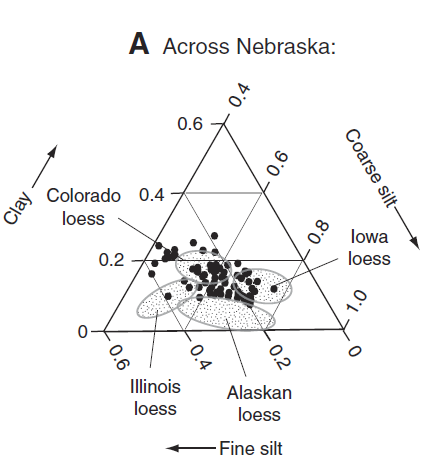 A Across Nebraska:
0.4
0.6
0.6
Coarse silt
Clay
Colorado
loess
0.4
0.8
Iowa
loess
0.2
1.0
0
0.6
0.4
0.2
0
Illinois
loess
Alaskan
loess
Fine silt